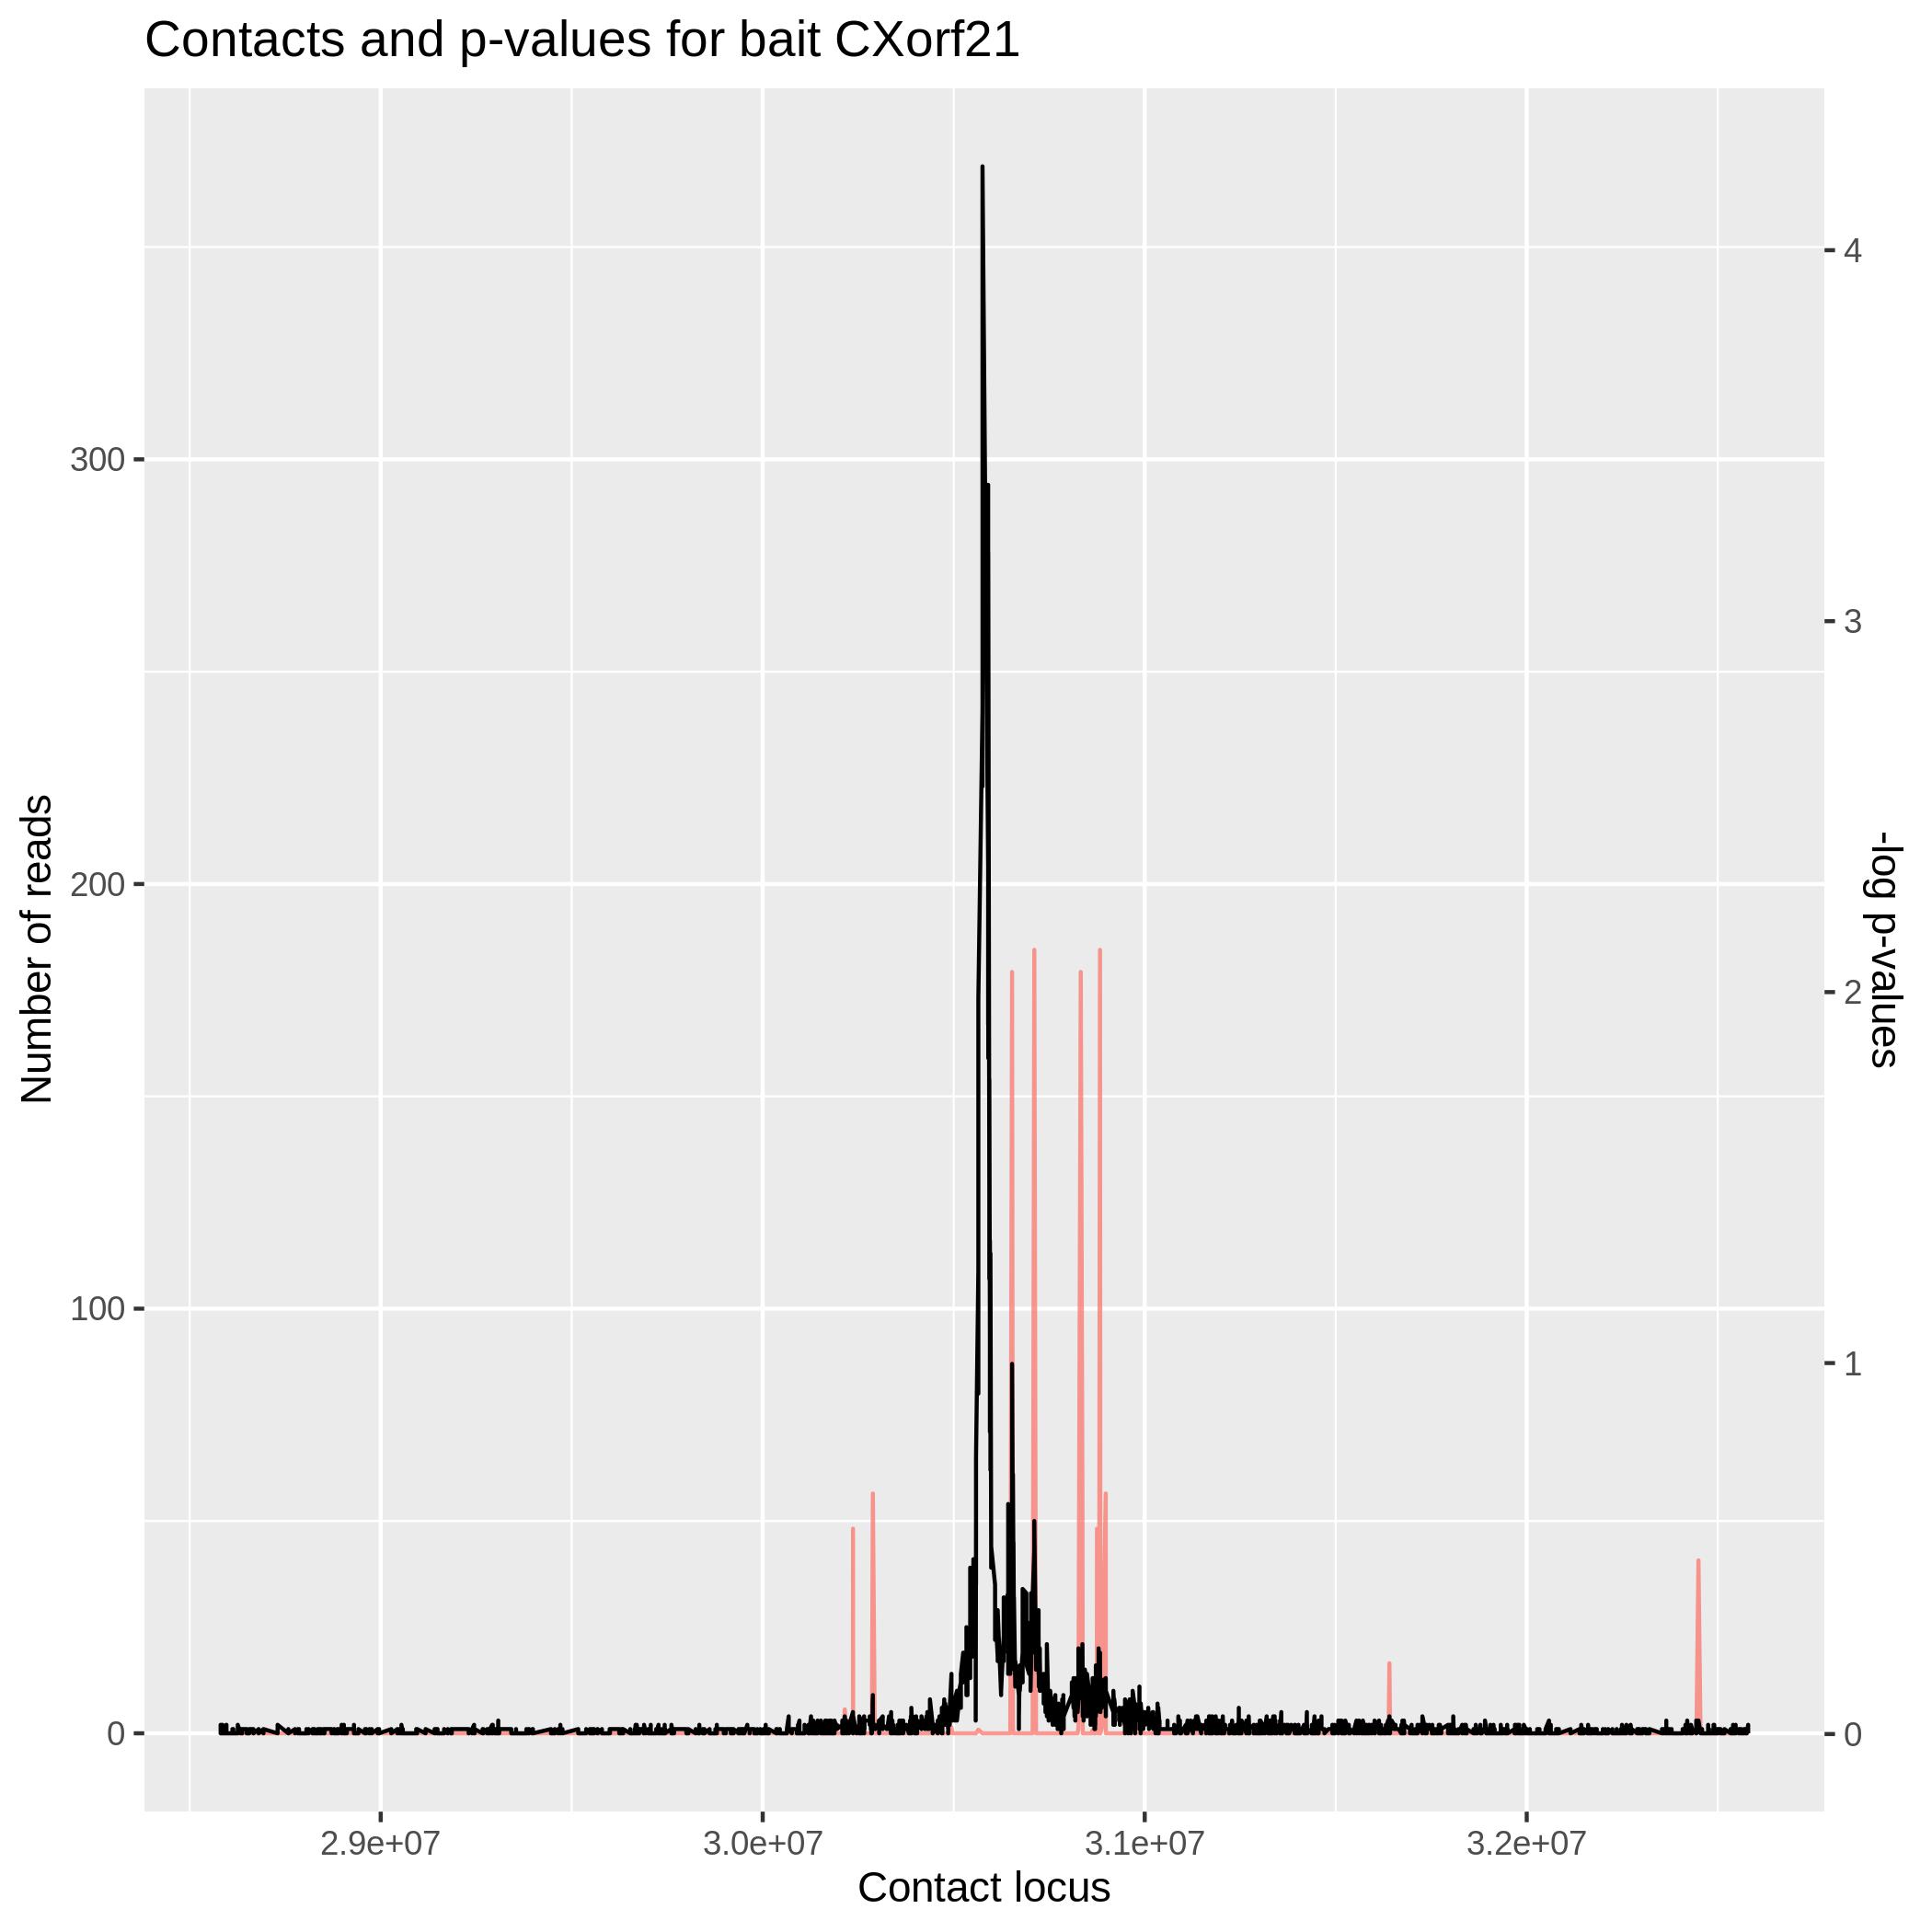 Contacts and p-values for bait CXorf21
Number of reads
300
200
100
0
4
3
2
1
0
-log p-values
2.9e+07
3.0e+07
3.1e+07
3.2e+07
Contact locus